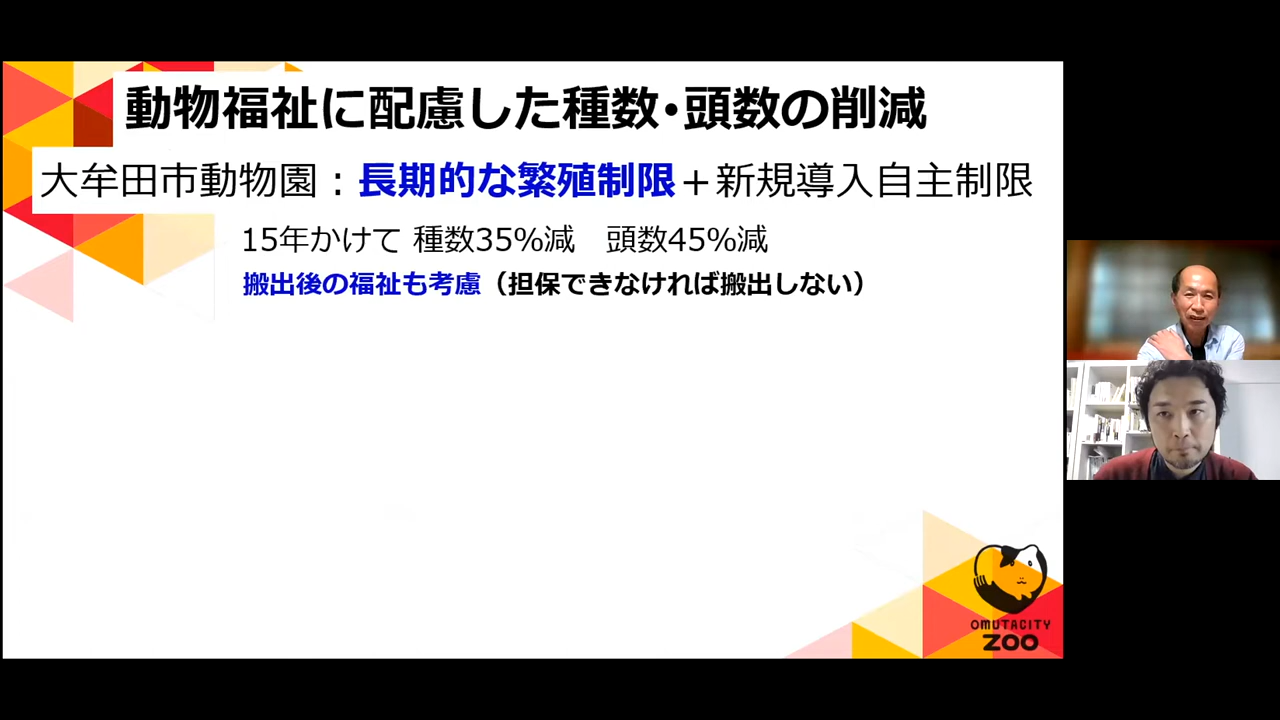 動物福祉に配慮した種数・頭数の削減
大牟田市動物園：長期的な繁殖制限＋新規導入自主制限
15年かけて 種数35%減　頭数45%減
搬出後の福祉も考慮（担保できなければ搬出しない）
OMUTACITY
ZOO